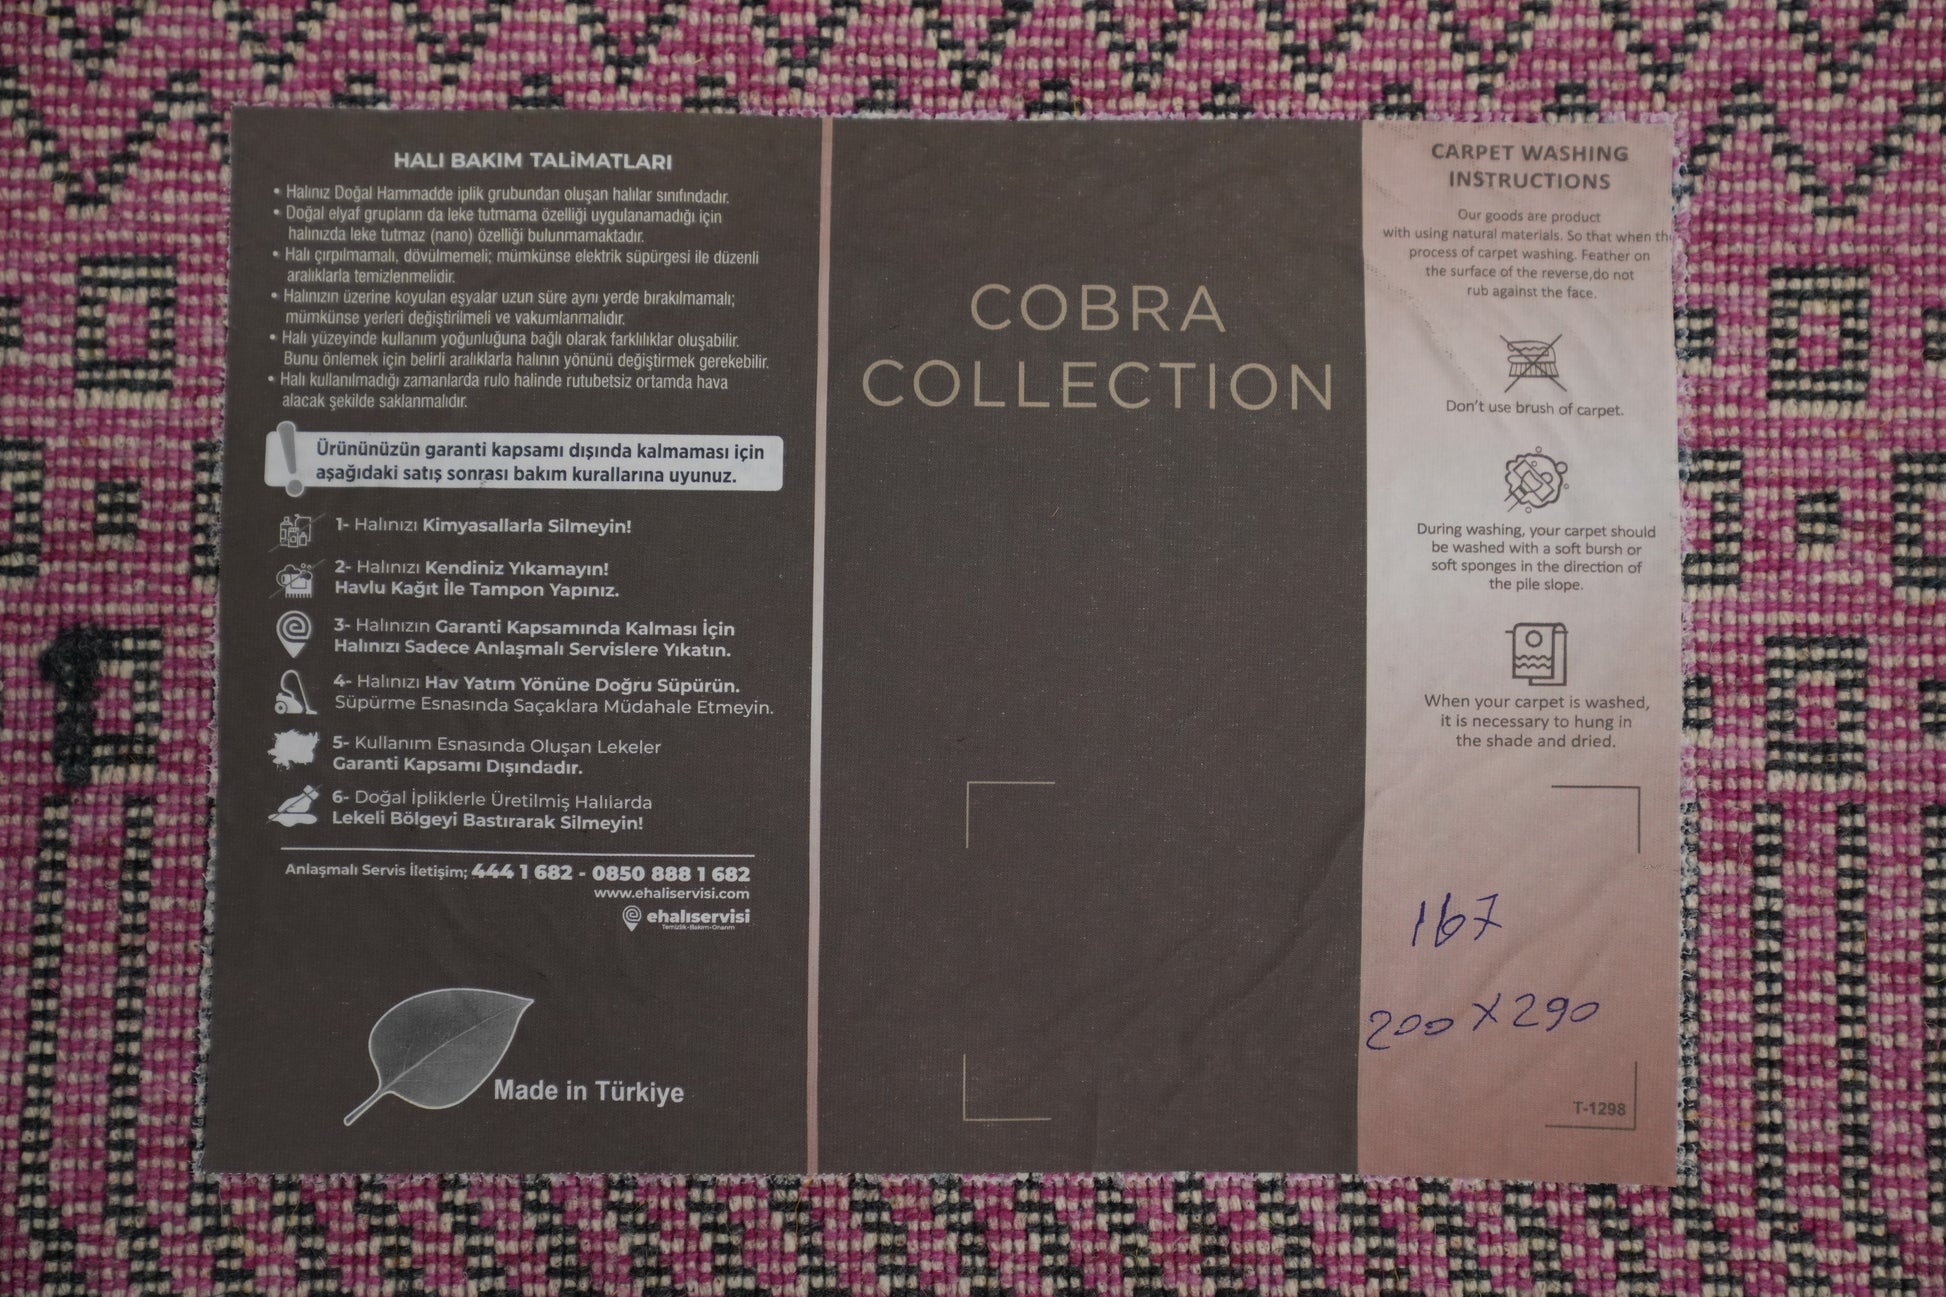 HALI BAKIM TALİMATLARI
• Halınız Doğal Hammadde iplik grubundan oluşan halılar sınıfındadır.
• Doğal elyaf grupların da leke tutmama özelliği uygulanamadığı için
halınızda leke tutmaz (nano) özelliği bulunmamaktadır.
• Halı çırpılmamalı, dövülmemeli; mümkünse elektrik süpürgesi ile düzenli
aralıklarla temizlenmelidir.
• Halınızın üzerine koyulan eşyalar uzun süre aynı yerde bırakılmamalı;
mümkünse yerleri değiştirilmeli ve vakumlanmalıdır.
• Halı yüzeyinde kullanım yoğunluğuna bağlı olarak farklılıklar oluşabilir.
Bunu önlemek için belirli aralıklarla halının yönünü değiştirmek gerekebilir.
• Halı kullanılmadığı zamanlarda rulo halinde rutubetsiz ortamda hava
alacak şekilde saklanmalıdır.
Ürününüzün garanti kapsamı dışında kalmaması için
aşağıdaki satış sonrası bakım kurallarına uyunuz.
1- Halınızı Kimyasallarla Silmeyin!
2- Halınızı Kendiniz Yıkamayın!
Havlu Kağıt İle Tampon Yapınız.
3- Halınızın Garanti Kapsamında Kalması İçin
Halınızı Sadece Anlaşmalı Servislere Yıkatın.
4- Halınızı Hav Yatım Yönüne Doğru Süpürün.
Süpürme Esnasında Saçaklara Müdahale Etmeyin.
5- Kullanım Esnasında Oluşan Lekeler
Garanti Kapsamı Dışındadır.
6- Doğal İpliklerle Üretilmiş Halılarda
Lekeli Bölgeyi Bastırarak Silmeyin!
Anlaşmalı Servis İletişim; 444 1 682 - 0850 888 1 682
www.ehaliservisi.com
ehalıservisi
Temizlik-Bakım-Onarım
Made in Türkiye
COBRA
COLLECTION
CARPET WASHING
INSTRUCTIONS
Our goods are product
with using natural materials. So that when th
process of carpet washing. Feather on
the surface of the reverse,do not
rub against the face.
Don't use brush of carpet.
During washing, your carpet should
be washed with a soft bursh or
soft sponges in the direction of
the pile slope.
When your carpet is washed,
it is necessary to hung in
the shade and dried.
167
200 X 290
T-1298